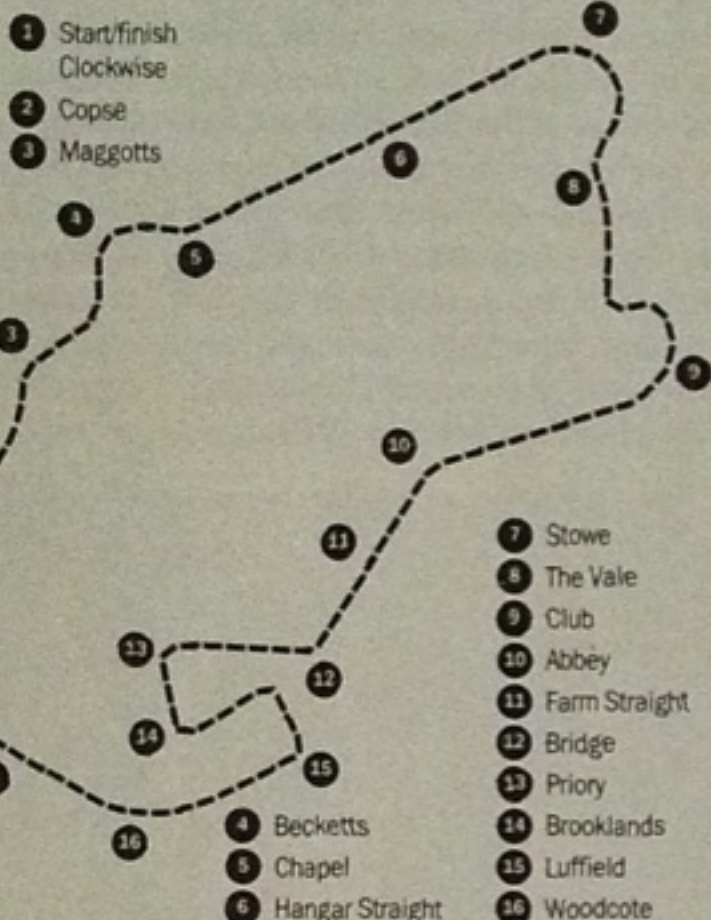 1 Start/finish
Clockwise
2 Copse
3 Maggotts
7
6
8
4
5
3
9
10
11
13
12
14
15
16
4 Becketts
5 Chapel
6 Hangar Straight
7 Stowe
8 The Vale
9 Club
10 Abbey
11 Farm Straight
12 Bridge
13 Priory
14 Brooklands
15 Luffield
16 Woodcote